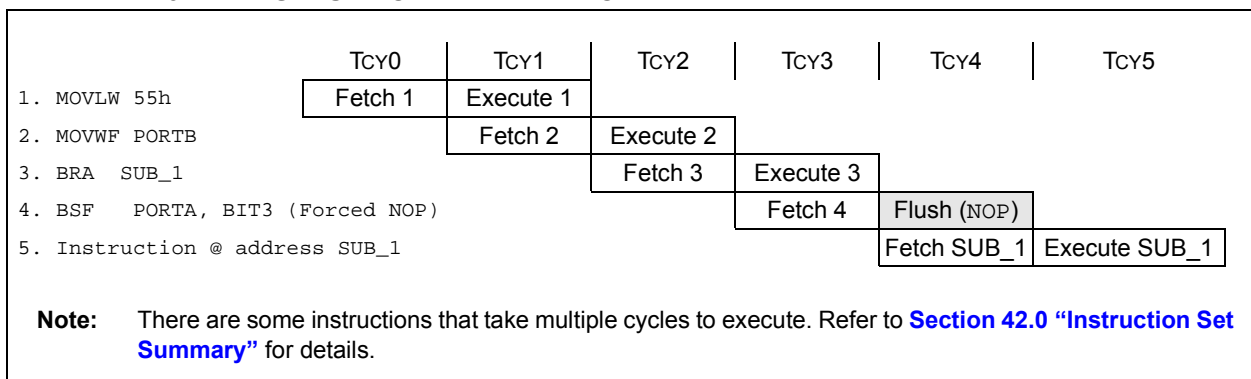 TCY0 TCY1 TCY2 TCY3 TCY4 TCY5
1. MOVLW 55h Fetch 1 Execute 1
2. MOVWF PORTB Fetch 2 Execute 2
3. BRA SUB_1 Fetch 3 Execute 3
4. BSF PORTA, BIT3 (Forced NOP) Fetch 4 Flush (NOP)
5. Instruction @ address SUB_1 Fetch SUB_1 Execute SUB_1
Note: There are some instructions that take multiple cycles to execute. Refer to Section 42.0 “Instruction Set
Summary” for details.